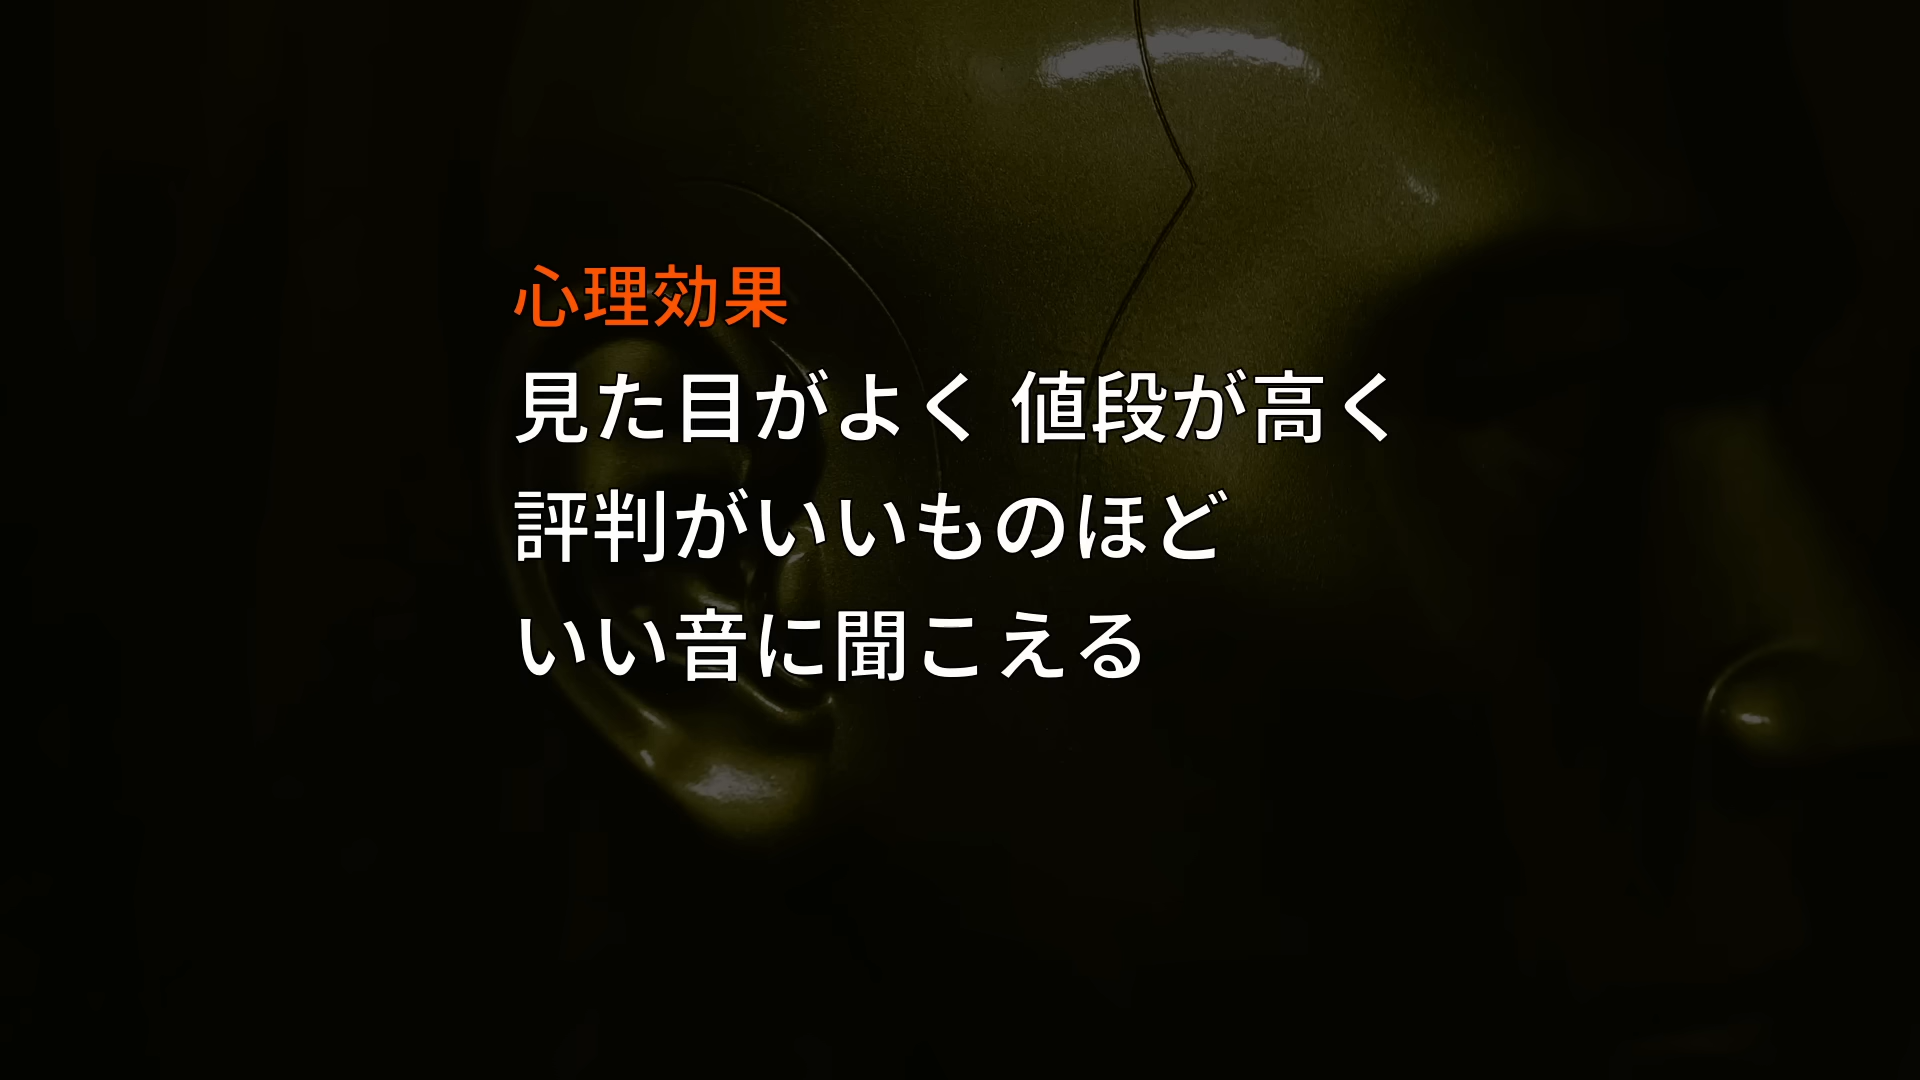 心理効果
見た目がよく 値段が高く
評判がいいものほど
いい音に聞こえる